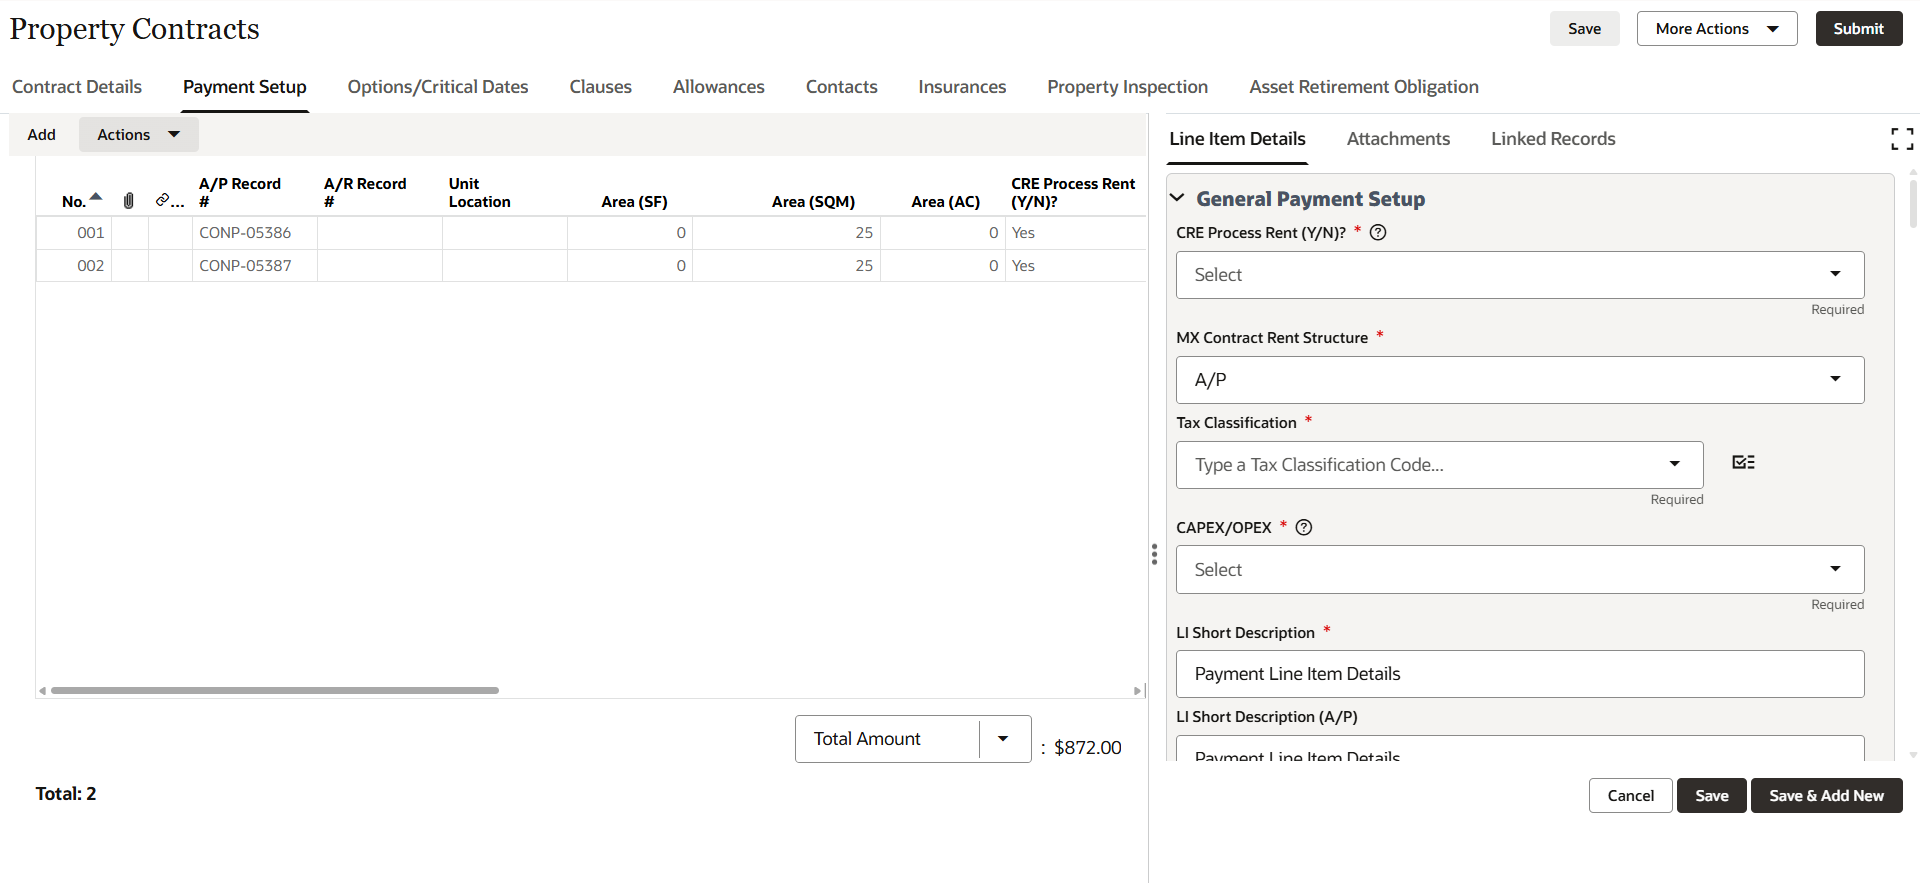 Property Contracts
Save
More Actions
Submit
Contract Details
Payment Setup
Options/Critical Dates
Clauses
Allowances
Contacts
Insurances
Property Inspection
Asset Retirement Obligation
Add
Actions
No.
...
A/P Record #
A/R Record #
Unit Location
Area (SF)
Area (SQM)
Area (AC)
CRE Process Rent (Y/N)?
001 CONP-05386 0 25 0 Yes
002 CONP-05387 0 25 0 Yes
Total Amount : $872.00
Total: 2
Line Item Details
Attachments
Linked Records
General Payment Setup
CRE Process Rent (Y/N)? * ?
Select
Required
MX Contract Rent Structure *
A/P
Tax Classification *
Type a Tax Classification Code...
Required
CAPEX/OPEX * ?
Select
Required
LI Short Description *
Payment Line Item Details
LI Short Description (A/P)
Payment Line Item Details
Cancel
Save
Save & Add New